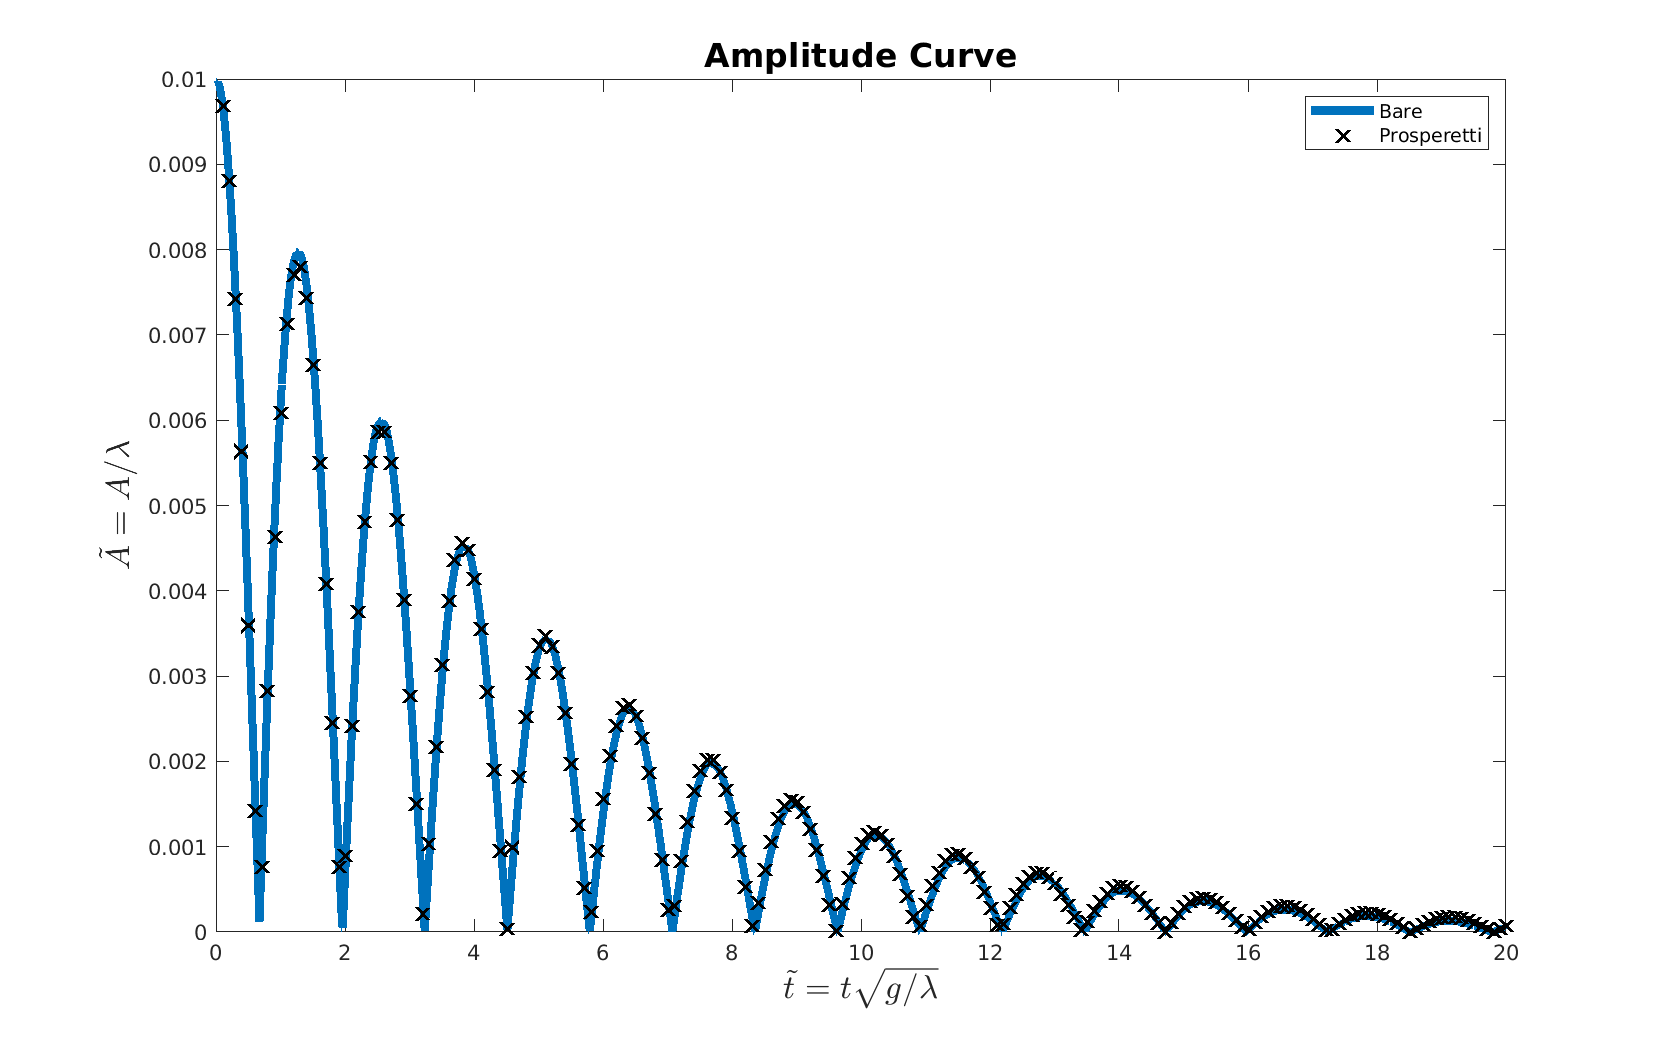 Amplitude Curve
Bare
Prosperetti
0.01
0.009
0.008
0.007
0.006
0.005
0.004
0.003
0.002
0.001
0
Ã = A/λ
0 2 4 6 8 10 12 14 16 18 20
t̃ = t√g/λ